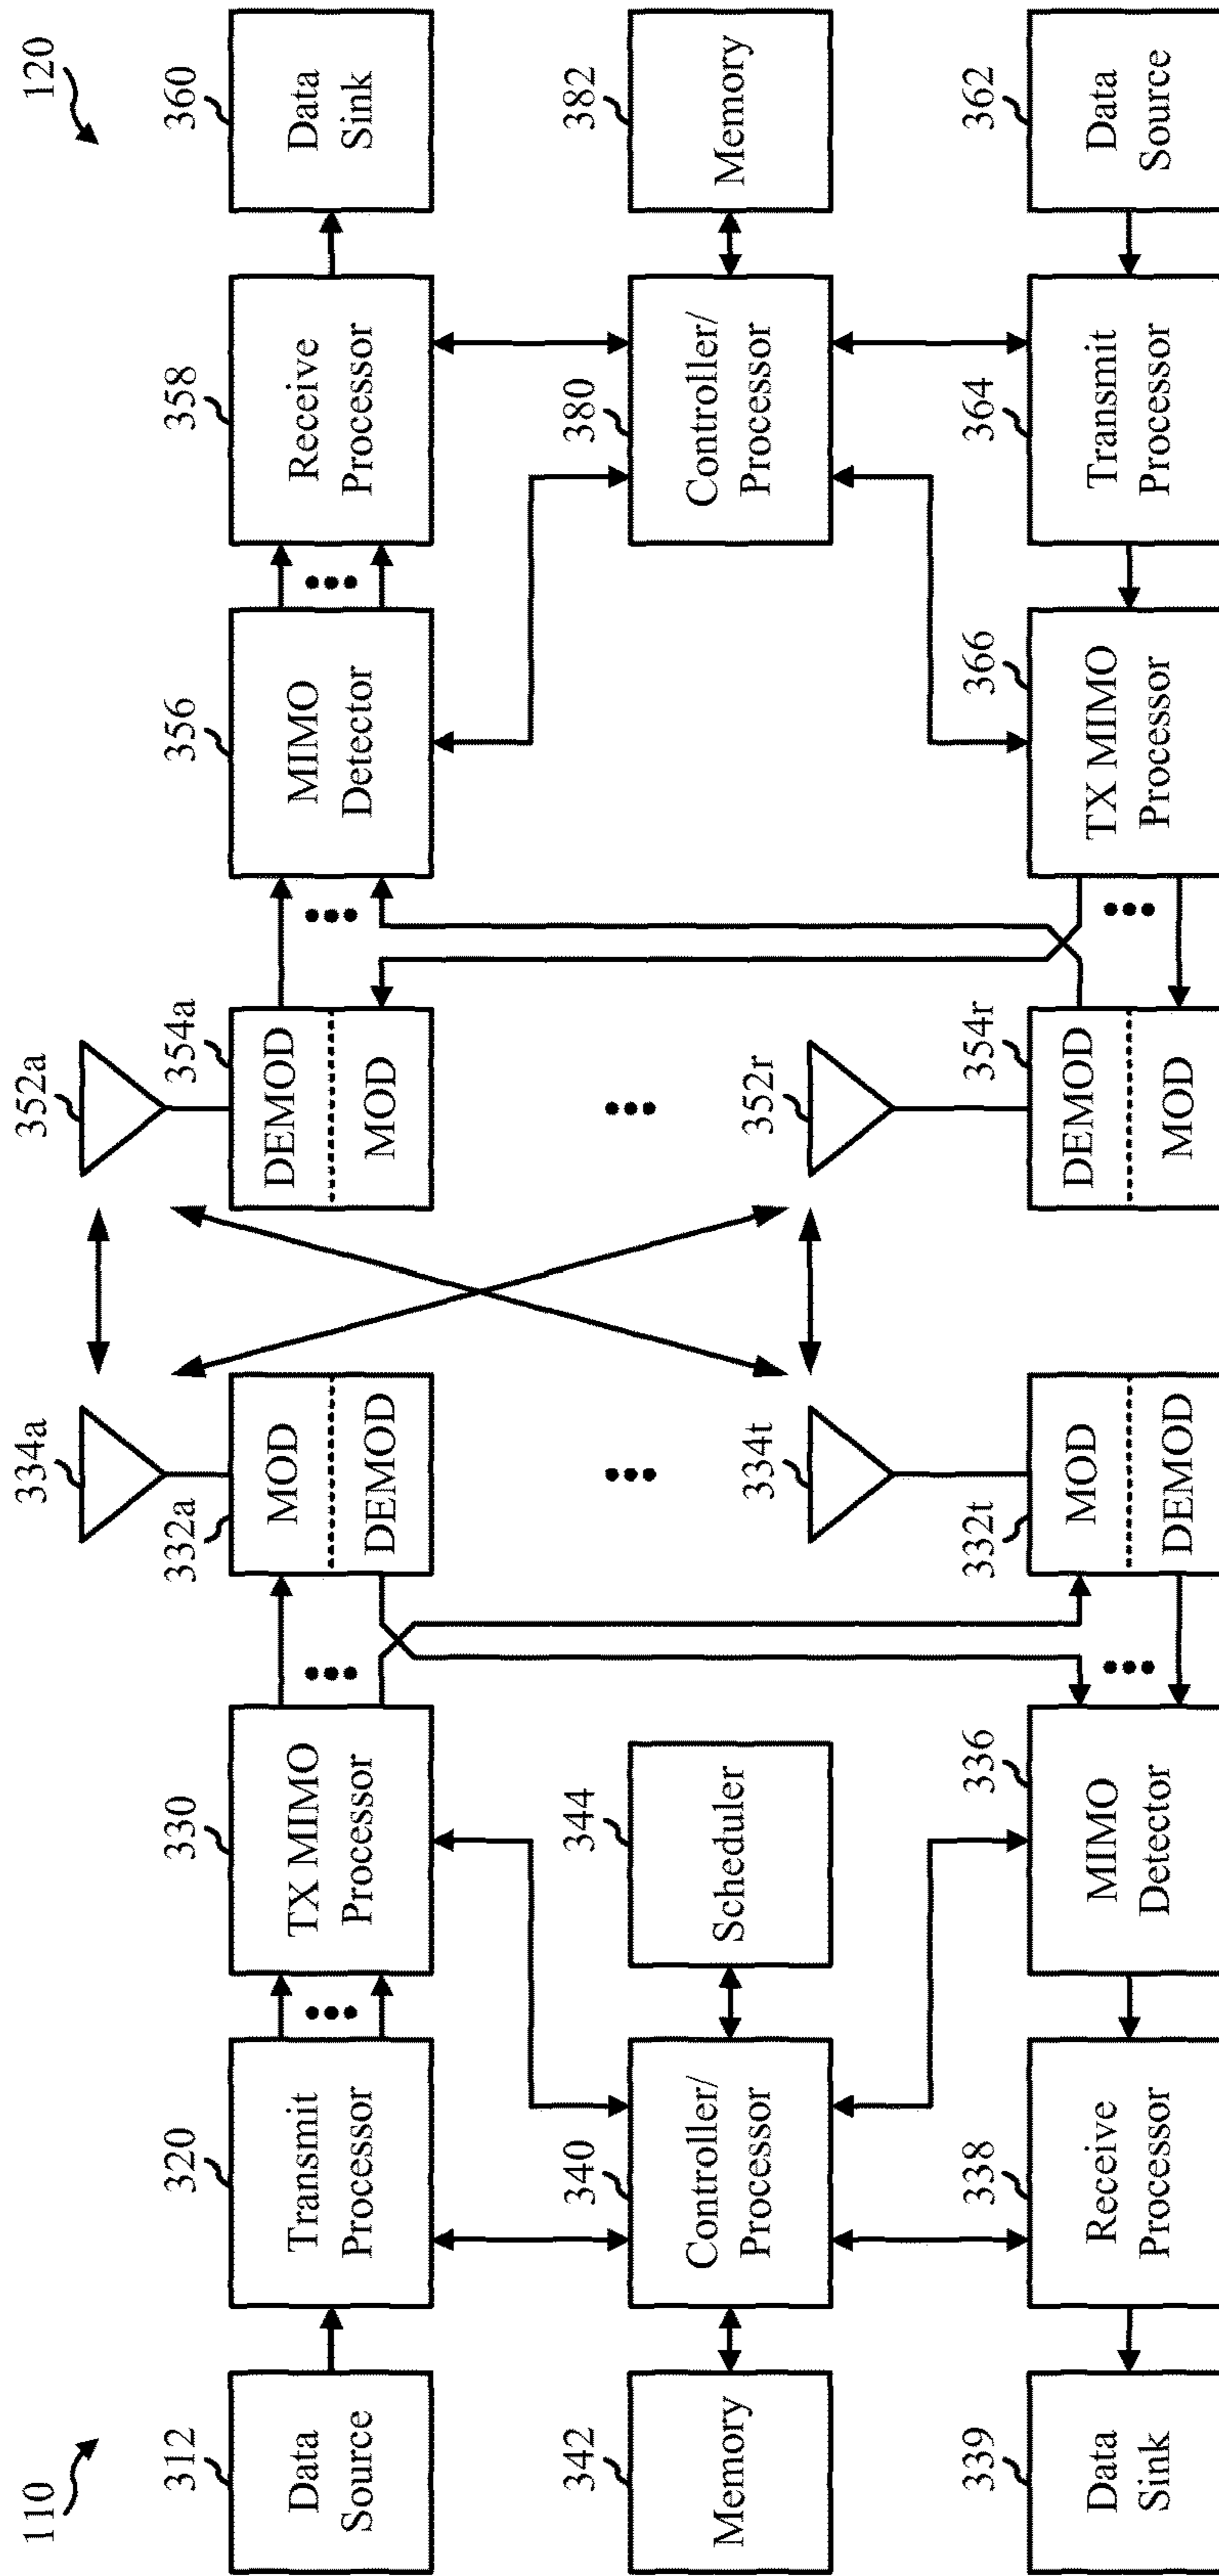 110
120
312
Data
Source
320
Transmit
Processor
330
TX MIMO
Processor
332a
MOD
DEMOD
334a
352a
354a
DEMOD
MOD
356
MIMO
Detector
358
Receive
Processor
360
Data
Sink
342
Memory
340
Controller/
Processor
344
Scheduler
334t
352r
380
Controller/
Processor
382
Memory
339
Data
Sink
338
Receive
Processor
336
MIMO
Detector
332t
MOD
DEMOD
354r
DEMOD
MOD
366
TX MIMO
Processor
364
Transmit
Processor
362
Data
Source